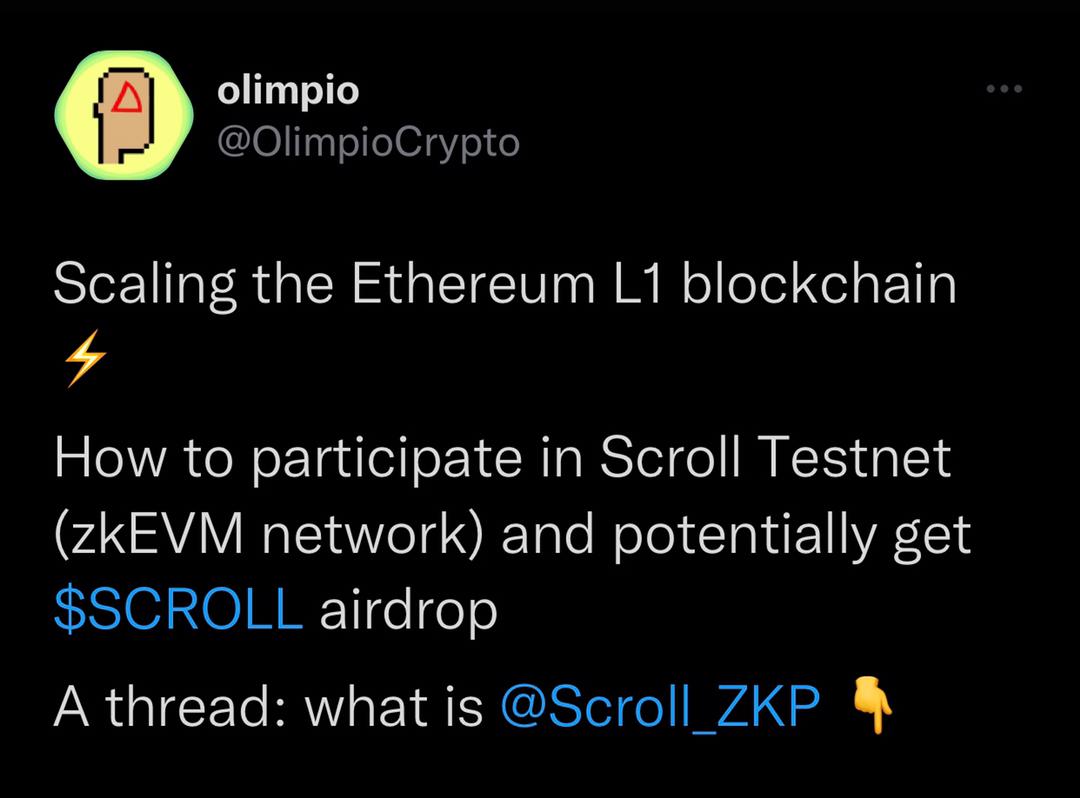 olimpio
@OlimpioCrypto
Scaling the Ethereum L1 blockchain
⚡
How to participate in Scroll Testnet
(zkEVM network) and potentially get
$SCROLL airdrop
A thread: what is @Scroll_ZKP 👇